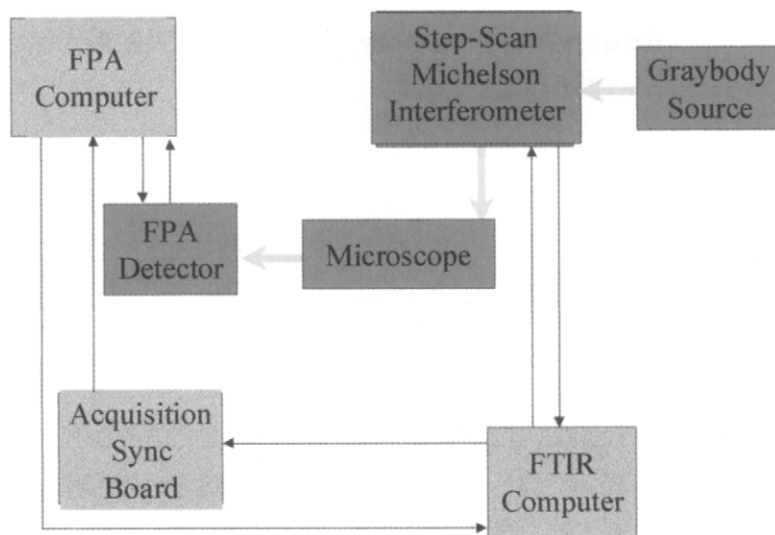 FPA
Computer
Step-Scan
Michelson
Interferometer
Graybody
Source
FPA
Detector
Microscope
Acquisition
Sync
Board
FTIR
Computer